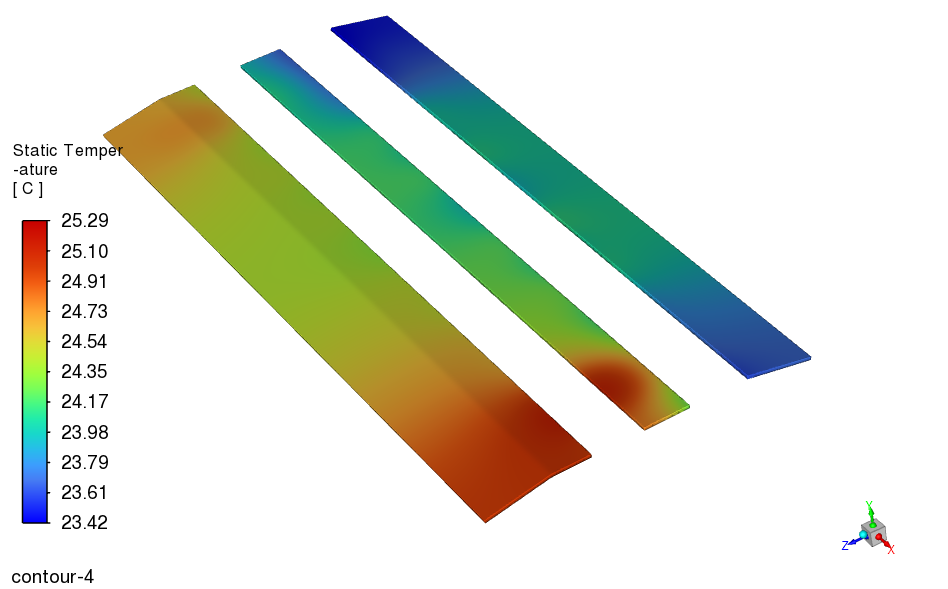 Static Temper
-ature
[ C ]
25.29
25.10
24.91
24.73
24.54
24.35
24.17
23.98
23.79
23.61
23.42
contour-4
Y
Z
X